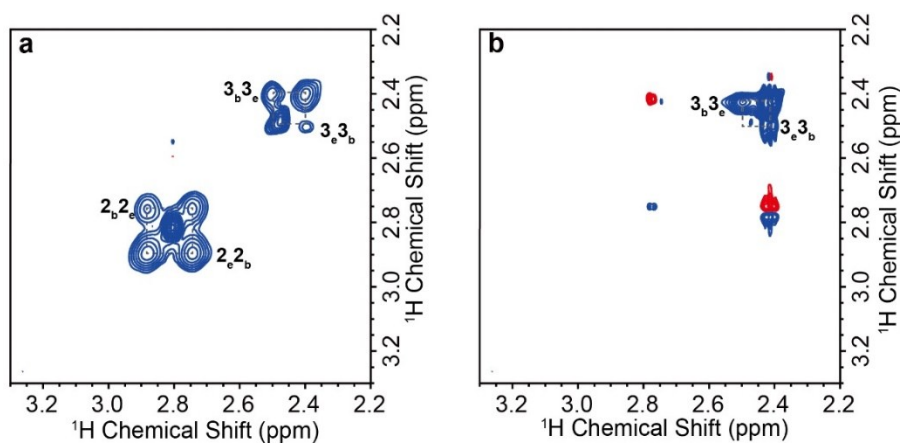 a
3b3e
3e3b
2b2e
2e2b
2.2
2.4
2.6
2.8
3.0
3.2
¹H Chemical Shift (ppm)
3.2 3.0 2.8 2.6 2.4 2.2
¹H Chemical Shift (ppm)
b
3b3e
3e3b
2.2
2.4
2.6
2.8
3.0
3.2
¹H Chemical Shift (ppm)
3.2 3.0 2.8 2.6 2.4 2.2
¹H Chemical Shift (ppm)